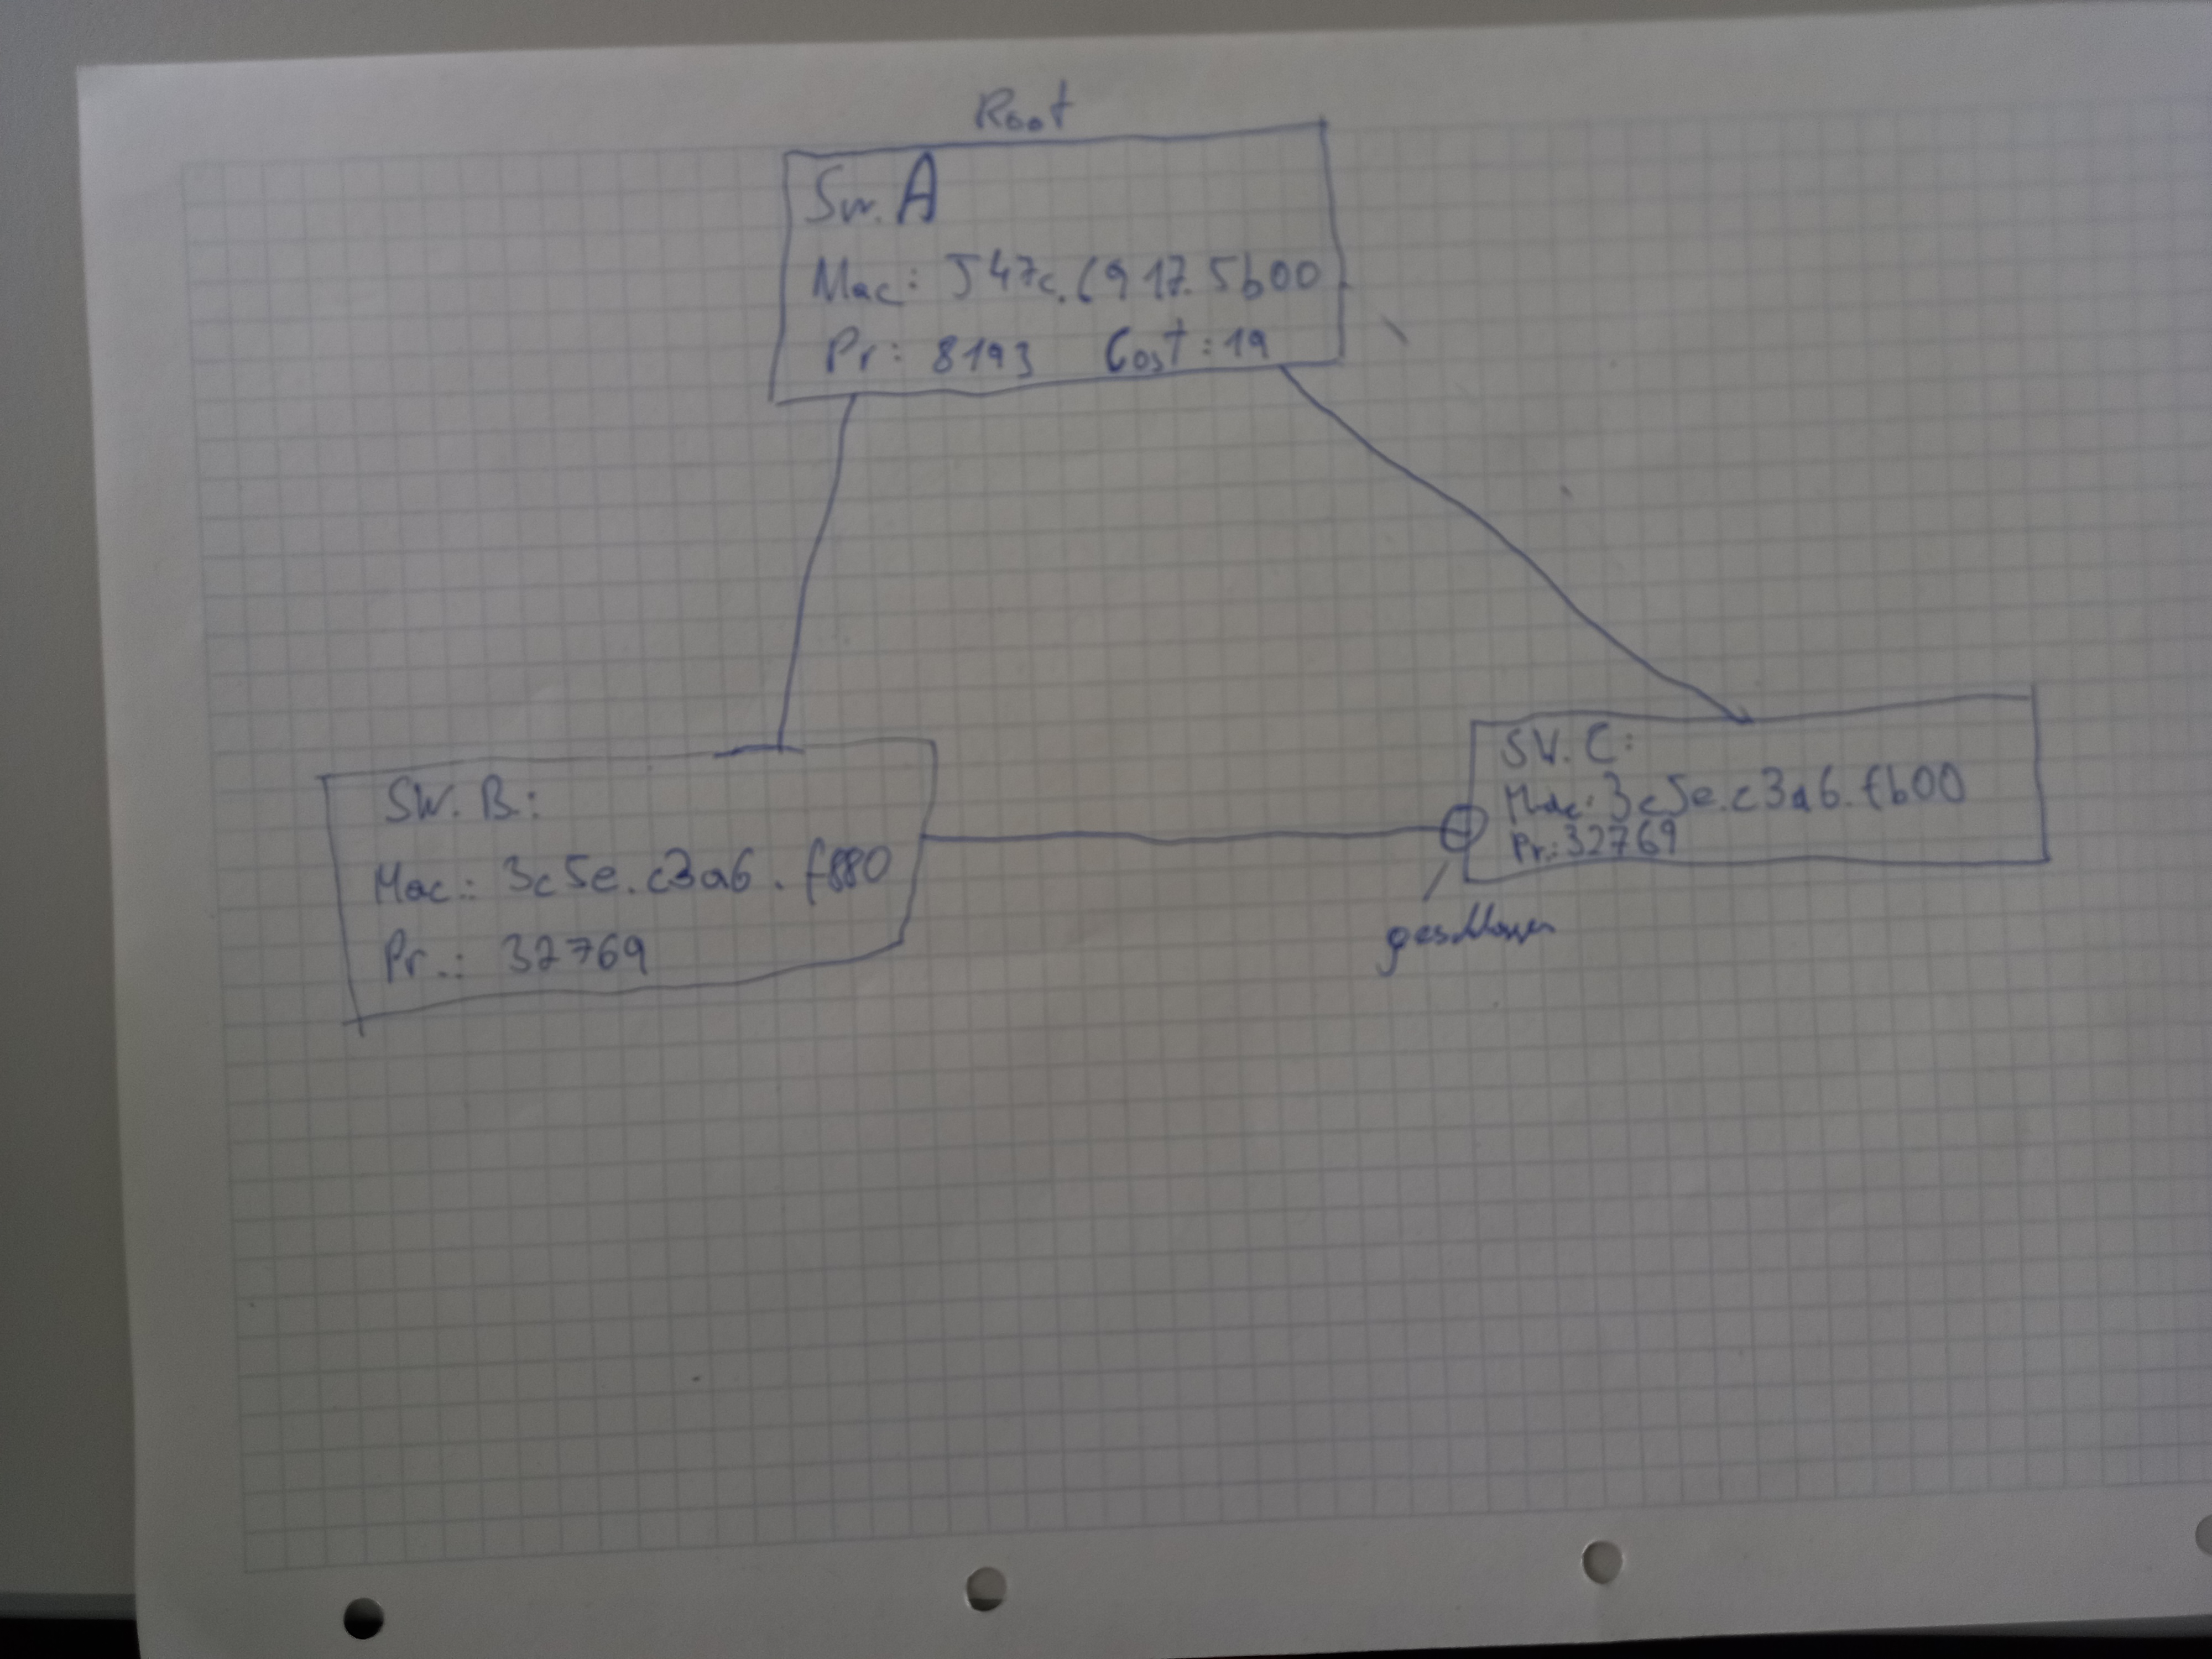 Root
Sw. A
Mac: 547c.6917.5b00
Pr: 8193 Cost: 19
SW. B.:
Mac.: 3c5e.c3a6.f880
Pr.: 32769
SW. C:
Mac: 3c5e.c3a6.fb00
Pr.: 32769
geschlossen